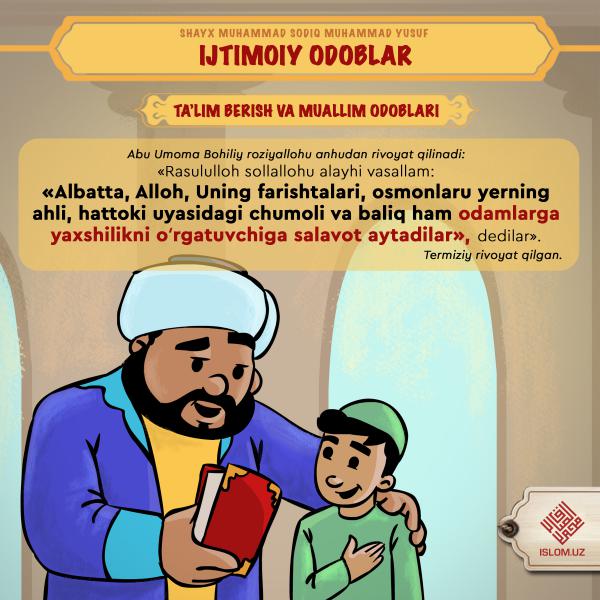 SHAYX MUHAMMAD SODIQ MUHAMMAD YUSUF
IJTIMOIY ODOBLAR
TA'LIM BERISH VA MUALLIM ODOBLARI
Abu Umoma Bohiliy roziyallohu anhudan rivoyat qilinadi:
«Rasululloh sollallohu alayhi vasallam:
«Albatta, Alloh, Uning farishtalari, osmonlaru yerning
ahli, hattoki uyasidagi chumoli va baliq ham odamlarga
yaxshilikni o'rgatuvchiga salavot aytadilar», dedilar».
Termiziy rivoyat qilgan.
ISLOM.UZ